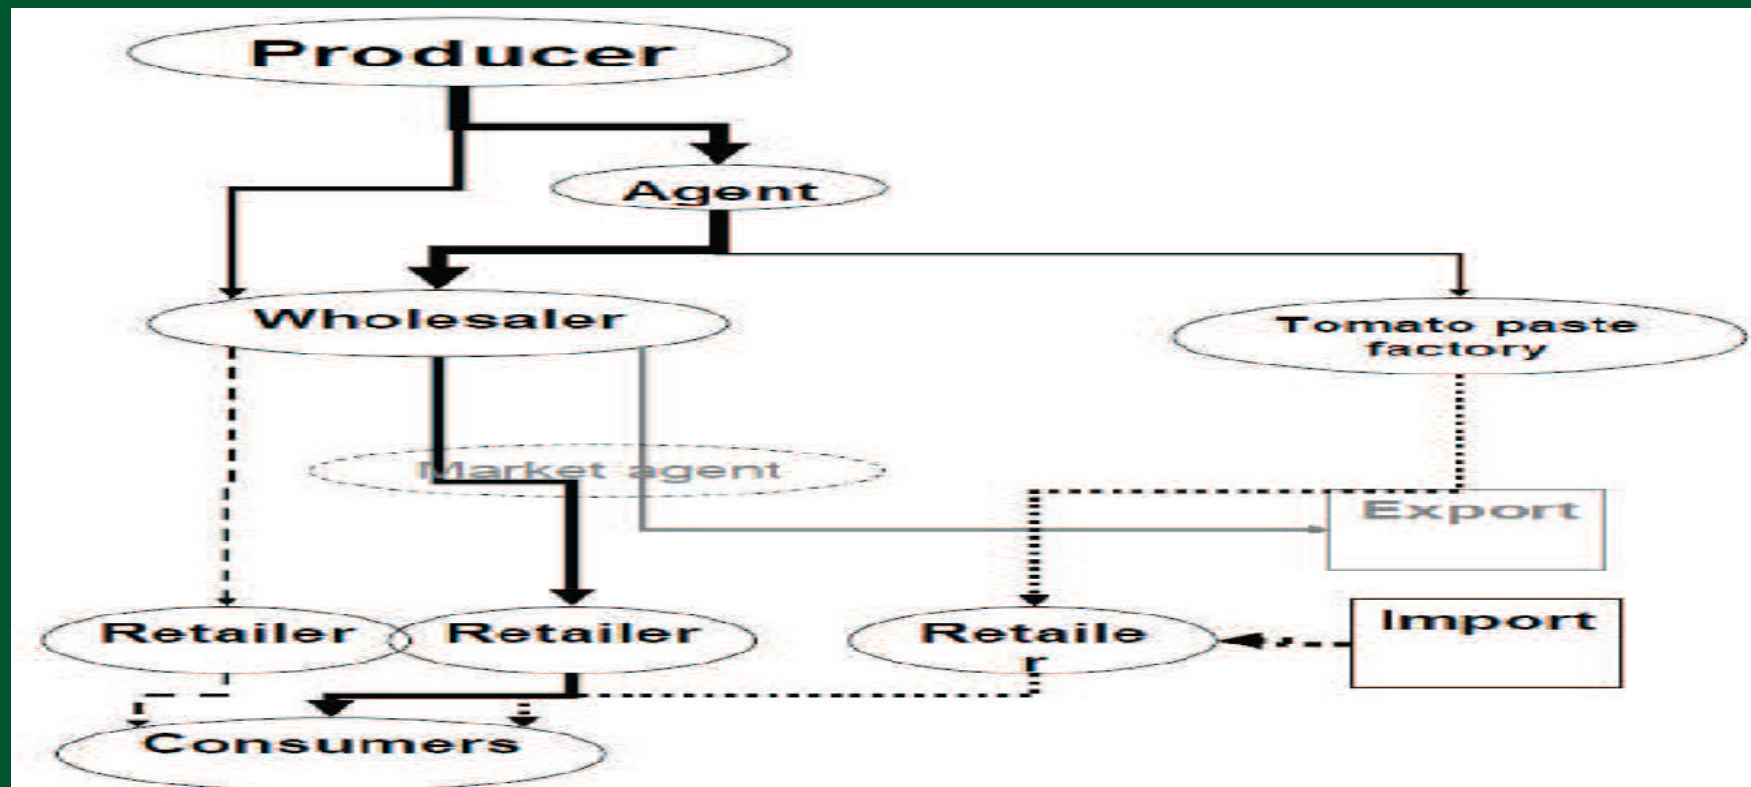 Producer
Agent
Wholesaler
Tomato paste
factory
Market agent
Export
Import
Retailer
Retailer
Retaile
r
Consumers